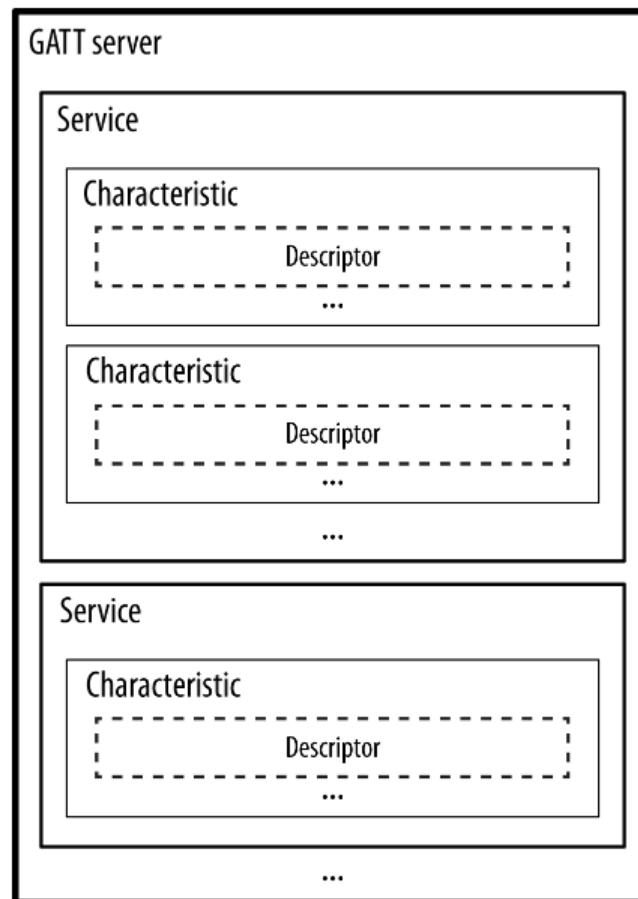 GATT server
Service
Characteristic
Descriptor
...
Characteristic
Descriptor
...
...
Service
Characteristic
Descriptor
...
...